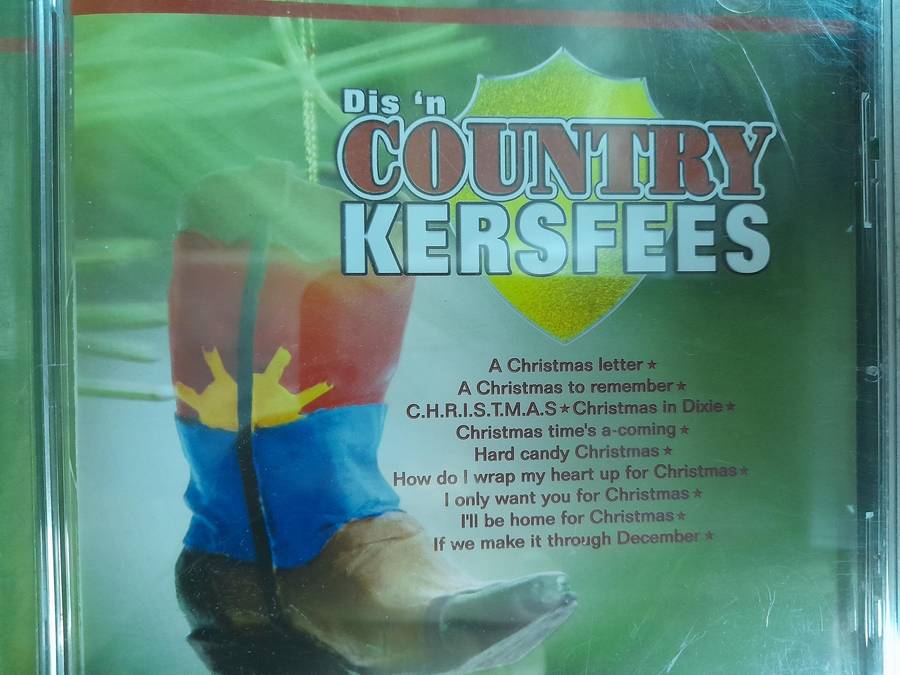 Dis ‘n
COUNTRY
KERSFEES
A Christmas letter★
A Christmas to remember★
C.H.R.I.S.T.M.A.S★Christmas in Dixie★
Christmas time's a-coming★
Hard candy Christmas★
How do I wrap my heart up for Christmas★
I only want you for Christmas★
I'll be home for Christmas★
If we make it through December★